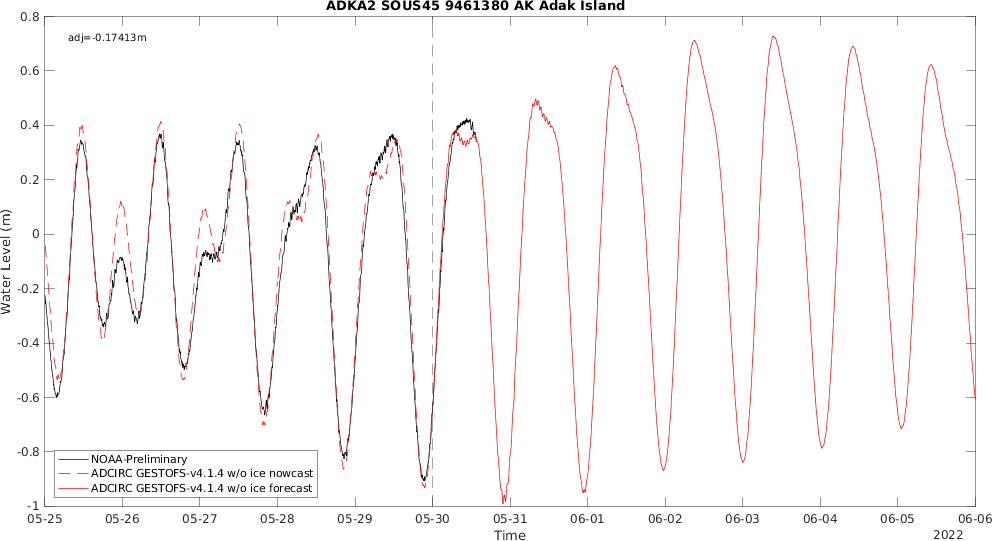 ADKA2 SOUS45 9461380 AK Adak Island
adj=-0.17413m
Water Level (m)
0.8
0.6
0.4
0.2
0
-0.2
-0.4
-0.6
-0.8
-1
NOAA-Preliminary
ADCIRC GESTOFS-v4.1.4 w/o ice nowcast
ADCIRC GESTOFS-v4.1.4 w/o ice forecast
05-25 05-26 05-27 05-28 05-29 05-30 05-31 06-01 06-02 06-03 06-04 06-05 06-06
Time
2022